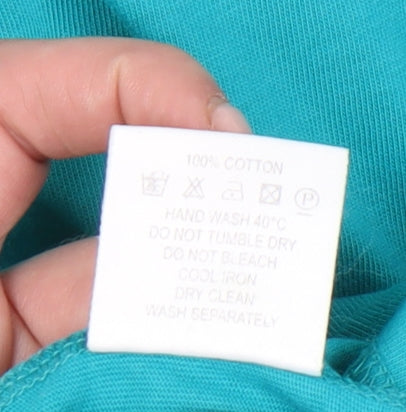 100% COTTON
P
HAND WASH 40°C
DO NOT TUMBLE DRY
DO NOT BLEACH
COOL IRON
DRY CLEAN
WASH SEPARATELY